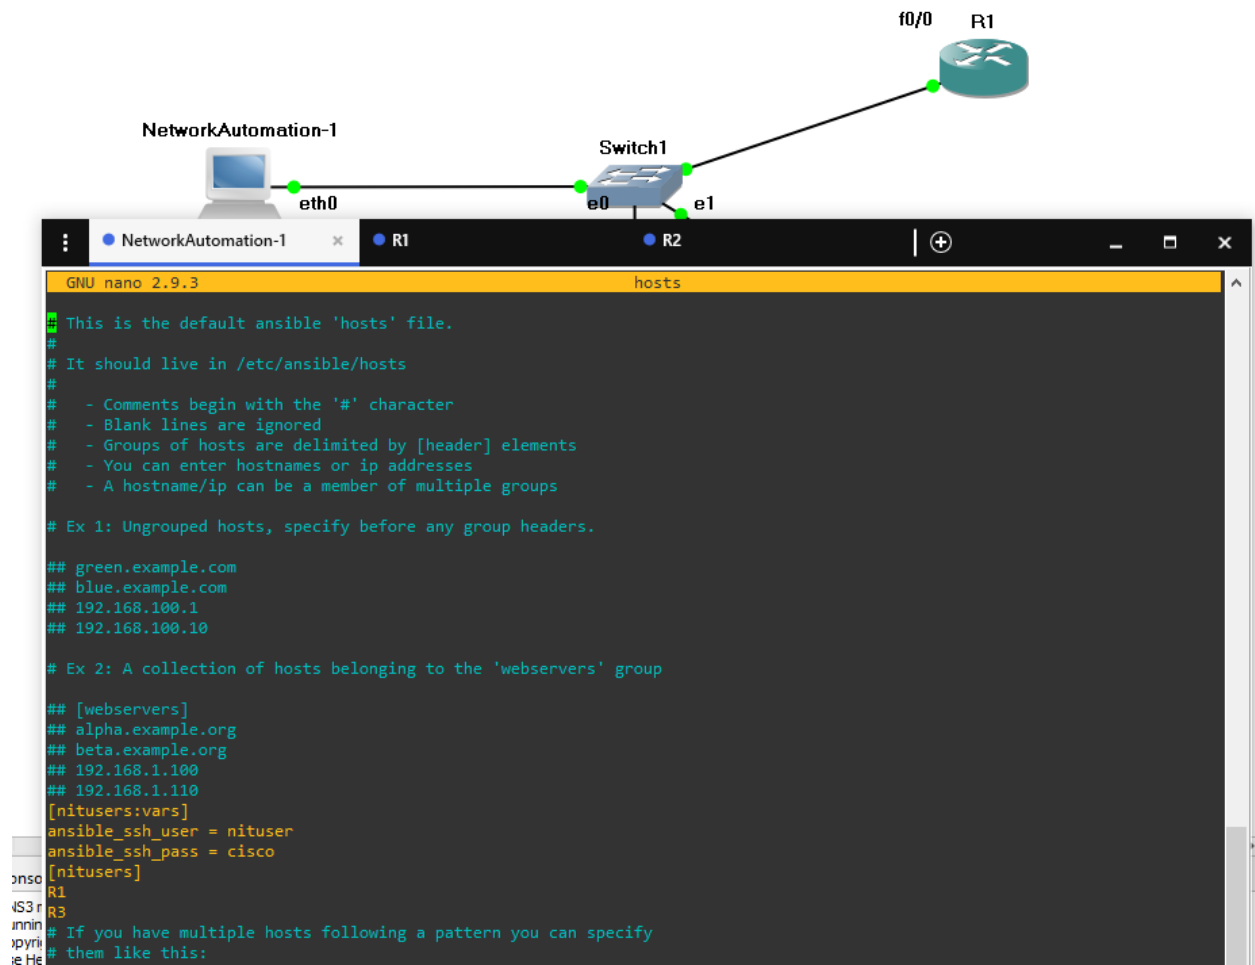 f0/0 R1
NetworkAutomation-1
Switch1
eth0 e0 e1
NetworkAutomation-1 × R1 R2
GNU nano 2.9.3 hosts
# This is the default ansible 'hosts' file.
#
# It should live in /etc/ansible/hosts
#
#   - Comments begin with the '#' character
#   - Blank lines are ignored
#   - Groups of hosts are delimited by [header] elements
#   - You can enter hostnames or ip addresses
#   - A hostname/ip can be a member of multiple groups
# Ex 1: Ungrouped hosts, specify before any group headers.
## green.example.com
## blue.example.com
## 192.168.100.1
## 192.168.100.10
# Ex 2: A collection of hosts belonging to the 'webservers' group
## [webservers]
## alpha.example.org
## beta.example.org
## 192.168.1.100
## 192.168.1.110
[nitusers:vars]
ansible_ssh_user = nituser
ansible_ssh_pass = cisco
[nitusers]
R1
R3
# If you have multiple hosts following a pattern you can specify
# them like this: